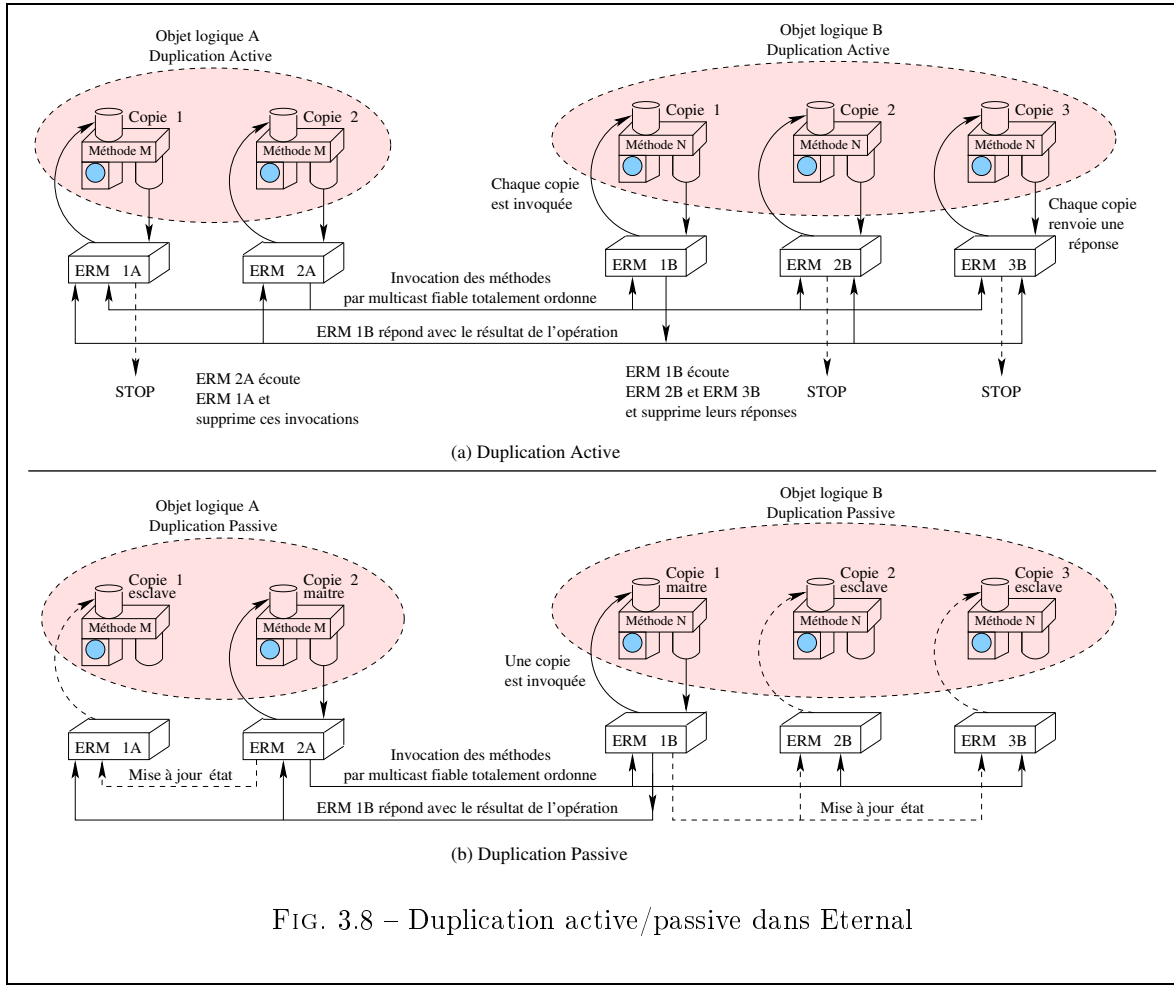 Objet logique A
Duplication Active
Objet logique B
Duplication Active
Copie 1
Méthode M
Copie 2
Méthode M
Copie 1
Méthode N
Copie 2
Méthode N
Copie 3
Méthode N
Chaque copie
est invoquée
Chaque copie
renvoie une
réponse
ERM 1A
ERM 2A
ERM 1B
ERM 2B
ERM 3B
Invocation des méthodes
par multicast fiable totalement ordonne
ERM 1B répond avec le résultat de l'opération
STOP
ERM 2A écoute
ERM 1A et
supprime ces invocations
ERM 1B écoute
ERM 2B et ERM 3B
et supprime leurs réponses
STOP
STOP
(a) Duplication Active
Objet logique A
Duplication Passive
Objet logique B
Duplication Passive
Copie 1
esclave
Méthode M
Copie 2
maitre
Méthode M
Copie 1
maitre
Méthode N
Copie 2
esclave
Méthode N
Copie 3
esclave
Méthode N
Une copie
est invoquée
ERM 1A
ERM 2A
ERM 1B
ERM 2B
ERM 3B
Mise à jour état
Invocation des méthodes
par multicast fiable totalement ordonne
ERM 1B répond avec le résultat de l'opération
Mise à jour état
(b) Duplication Passive
FIG. 3.8 – Duplication active/passive dans Eternal